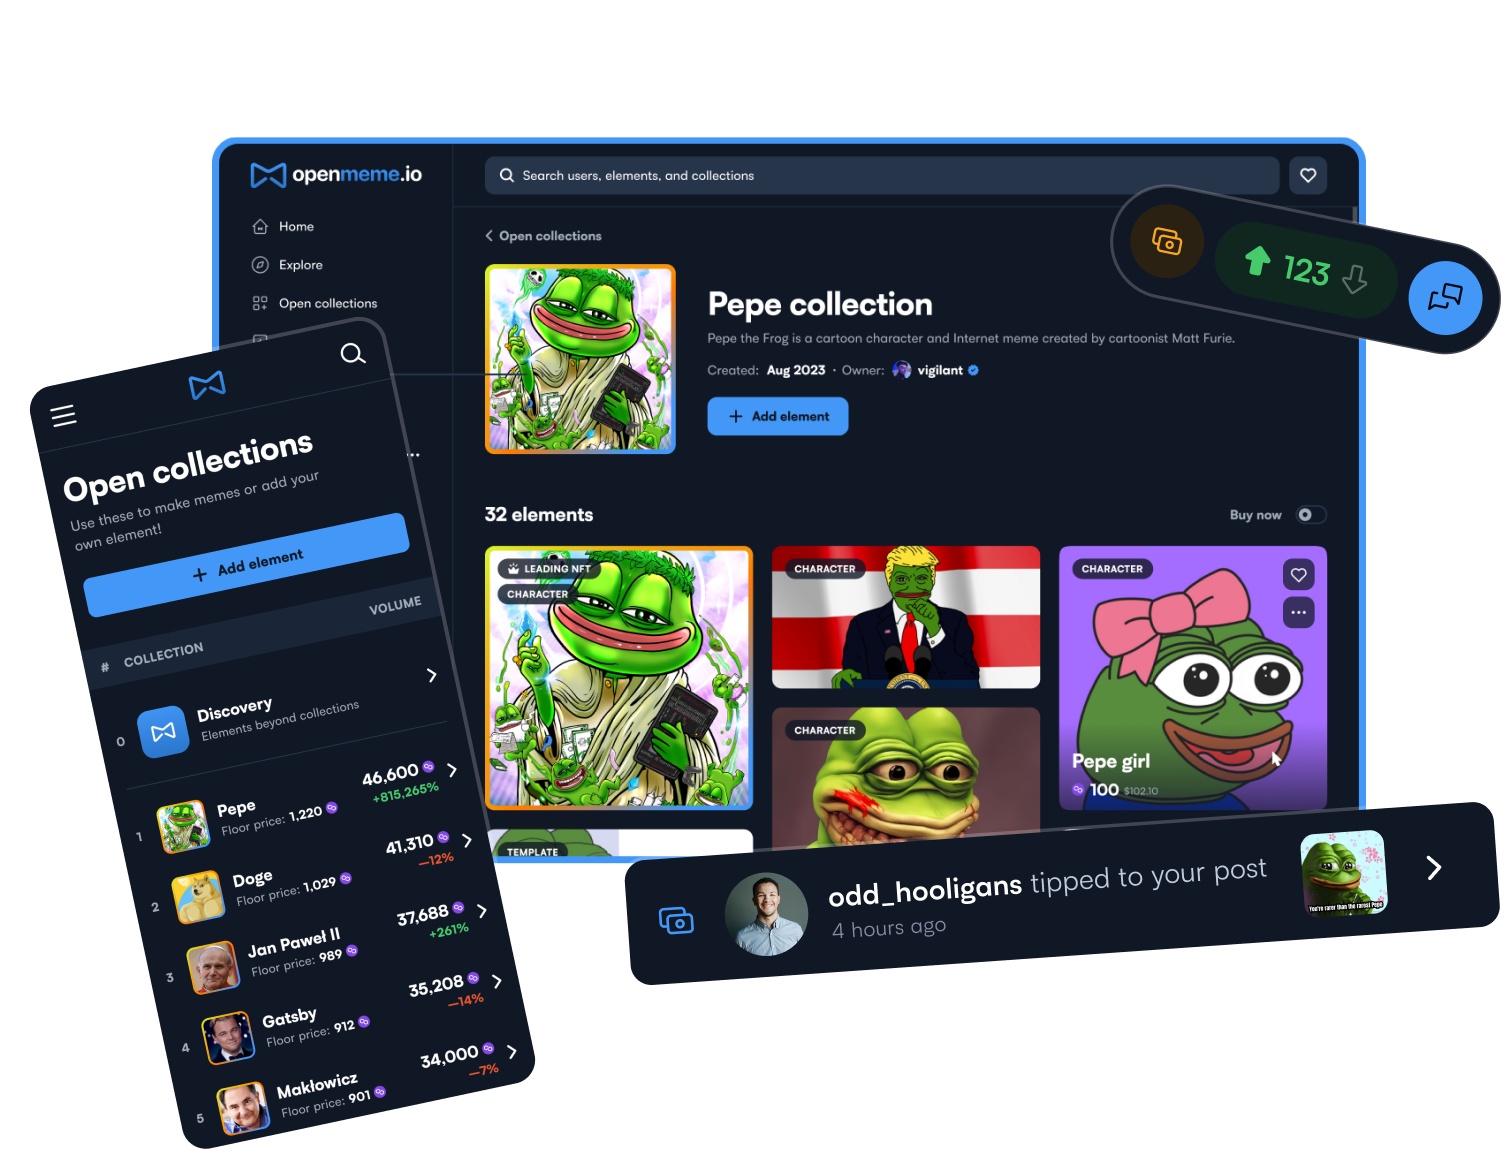 openmeme.io
Search users, elements, and collections
Home
Explore
Open collections
Open collections
Pepe collection
Pepe the Frog is a cartoon character and Internet meme created by cartoonist Matt Furie.
Created: Aug 2023 · Owner: vigilant
+ Add element
32 elements
Buy now
LEADING NFT
CHARACTER
CHARACTER
CHARACTER
CHARACTER
Pepe girl
100 $102.10
TEMPLATE
123
Open collections
Use these to make memes or add your
own element!
+ Add element
# COLLECTION VOLUME
0 Discovery
Elements beyond collections
1 Pepe 46,600
Floor price: 1,220 +815,265%
2 Doge 41,310
Floor price: 1,029 –12%
3 Jan Paweł II 37,688
Floor price: 989 +261%
4 Gatsby 35,208
Floor price: 912 –14%
5 Makłowicz 34,000
Floor price: 901 –7%
odd_hooligans tipped to your post
4 hours ago
You're rarer than the rarest Pepe